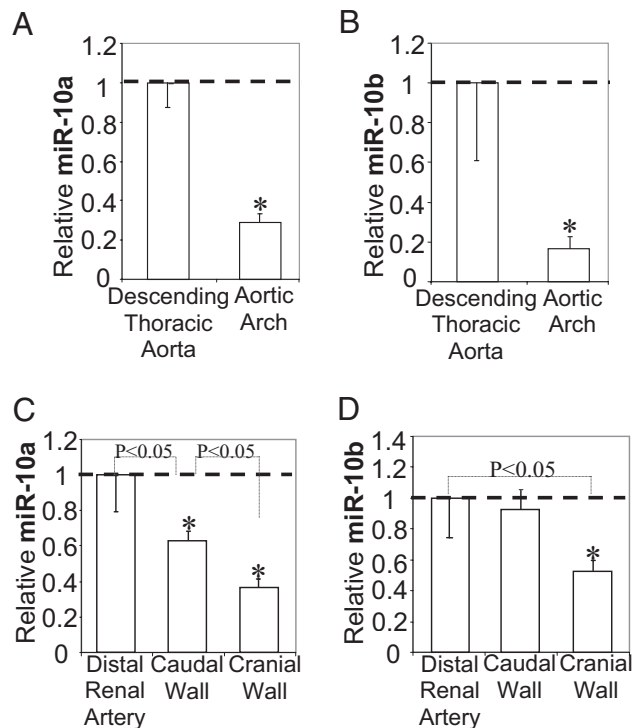 A
Relative miR-10a
1.2
1
0.8
0.6
0.4
0.2
0
*
Descending
Thoracic
Aorta
Aortic
Arch
B
Relative miR-10b
1.2
1
0.8
0.6
0.4
0.2
0
*
Descending
Thoracic
Aorta
Aortic
Arch
C
Relative miR-10a
1.2
1
0.8
0.6
0.4
0.2
0
P<0.05
P<0.05
*
*
Distal
Renal
Artery
Caudal
Wall
Cranial
Wall
D
Relative miR-10b
1.4
1.2
1
0.8
0.6
0.4
0.2
0
P<0.05
*
Distal
Renal
Artery
Caudal
Wall
Cranial
Wall